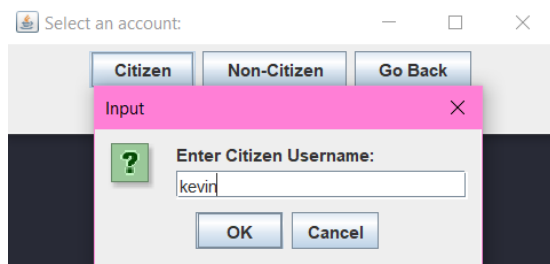 Select an account:
Citizen Non-Citizen Go Back
Input
Enter Citizen Username:
kevin
OK Cancel